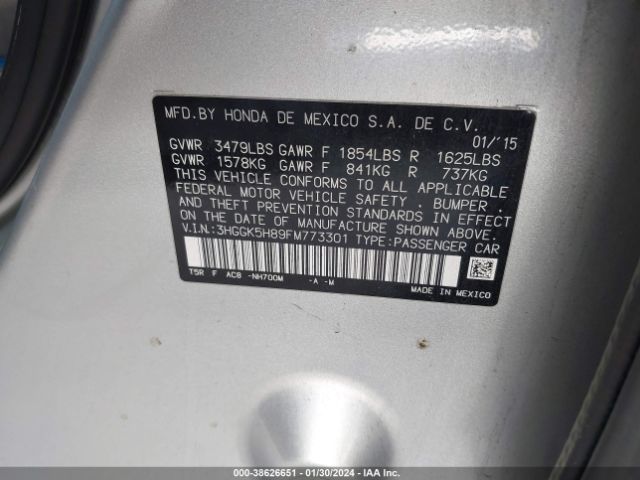 MFD.BY HONDA DE MEXICO S.A. DE C.V.
01/'15
GVWR 3479LBS GAWR F 1854LBS R 1625LBS
GVWR 1578KG GAWR F 841KG R 737KG
THIS VEHICLE CONFORMS TO ALL APPLICABLE
FEDERAL MOTOR VEHICLE SAFETY, BUMPER,
AND THEFT PREVENTION STANDARDS IN EFFECT
ON THE DATE OF MANUFACTURE SHOWN ABOVE.
V.I.N.:3HGGK5H89FM773301 TYPE:PASSENGER CAR
T5R F AC8 -NH700M -A -M
MADE IN MEXICO
000-38626651 - 01/30/2024 - IAA Inc.